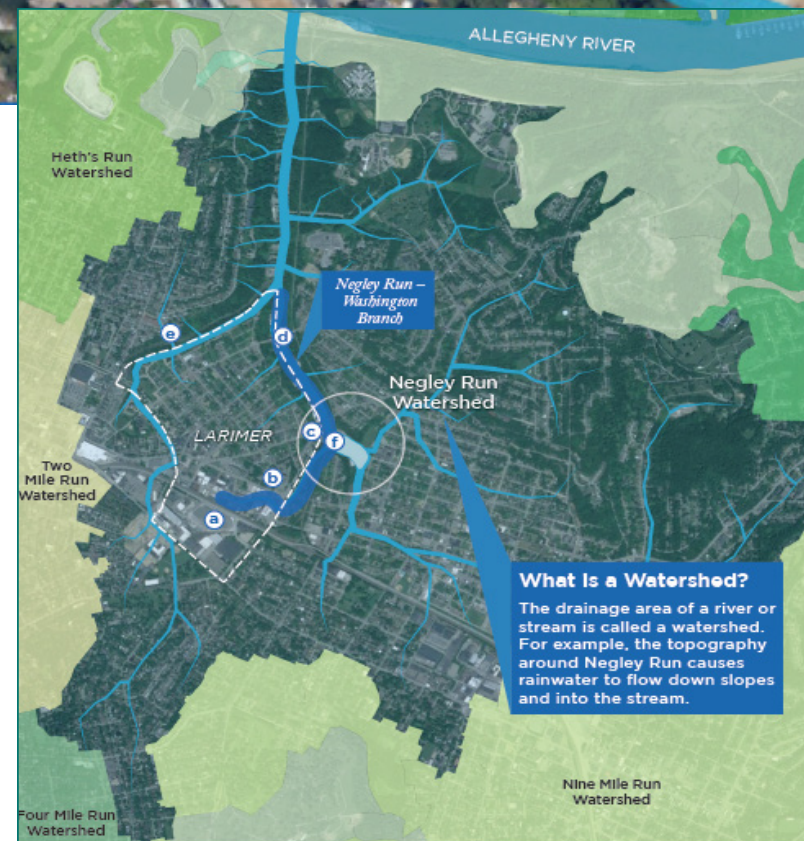 ALLEGHENY RIVER
Heth's Run
Watershed
Negley Run –
Washington
Branch
e
d
Negley Run
Watershed
LARIMER
c
f
Two
Mile Run
Watershed
b
a
What Is a Watershed?
The drainage area of a river or
stream is called a watershed.
For example, the topography
around Negley Run causes
rainwater to flow down slopes
and into the stream.
Nine Mile Run
Watershed
Four Mile Run
Watershed